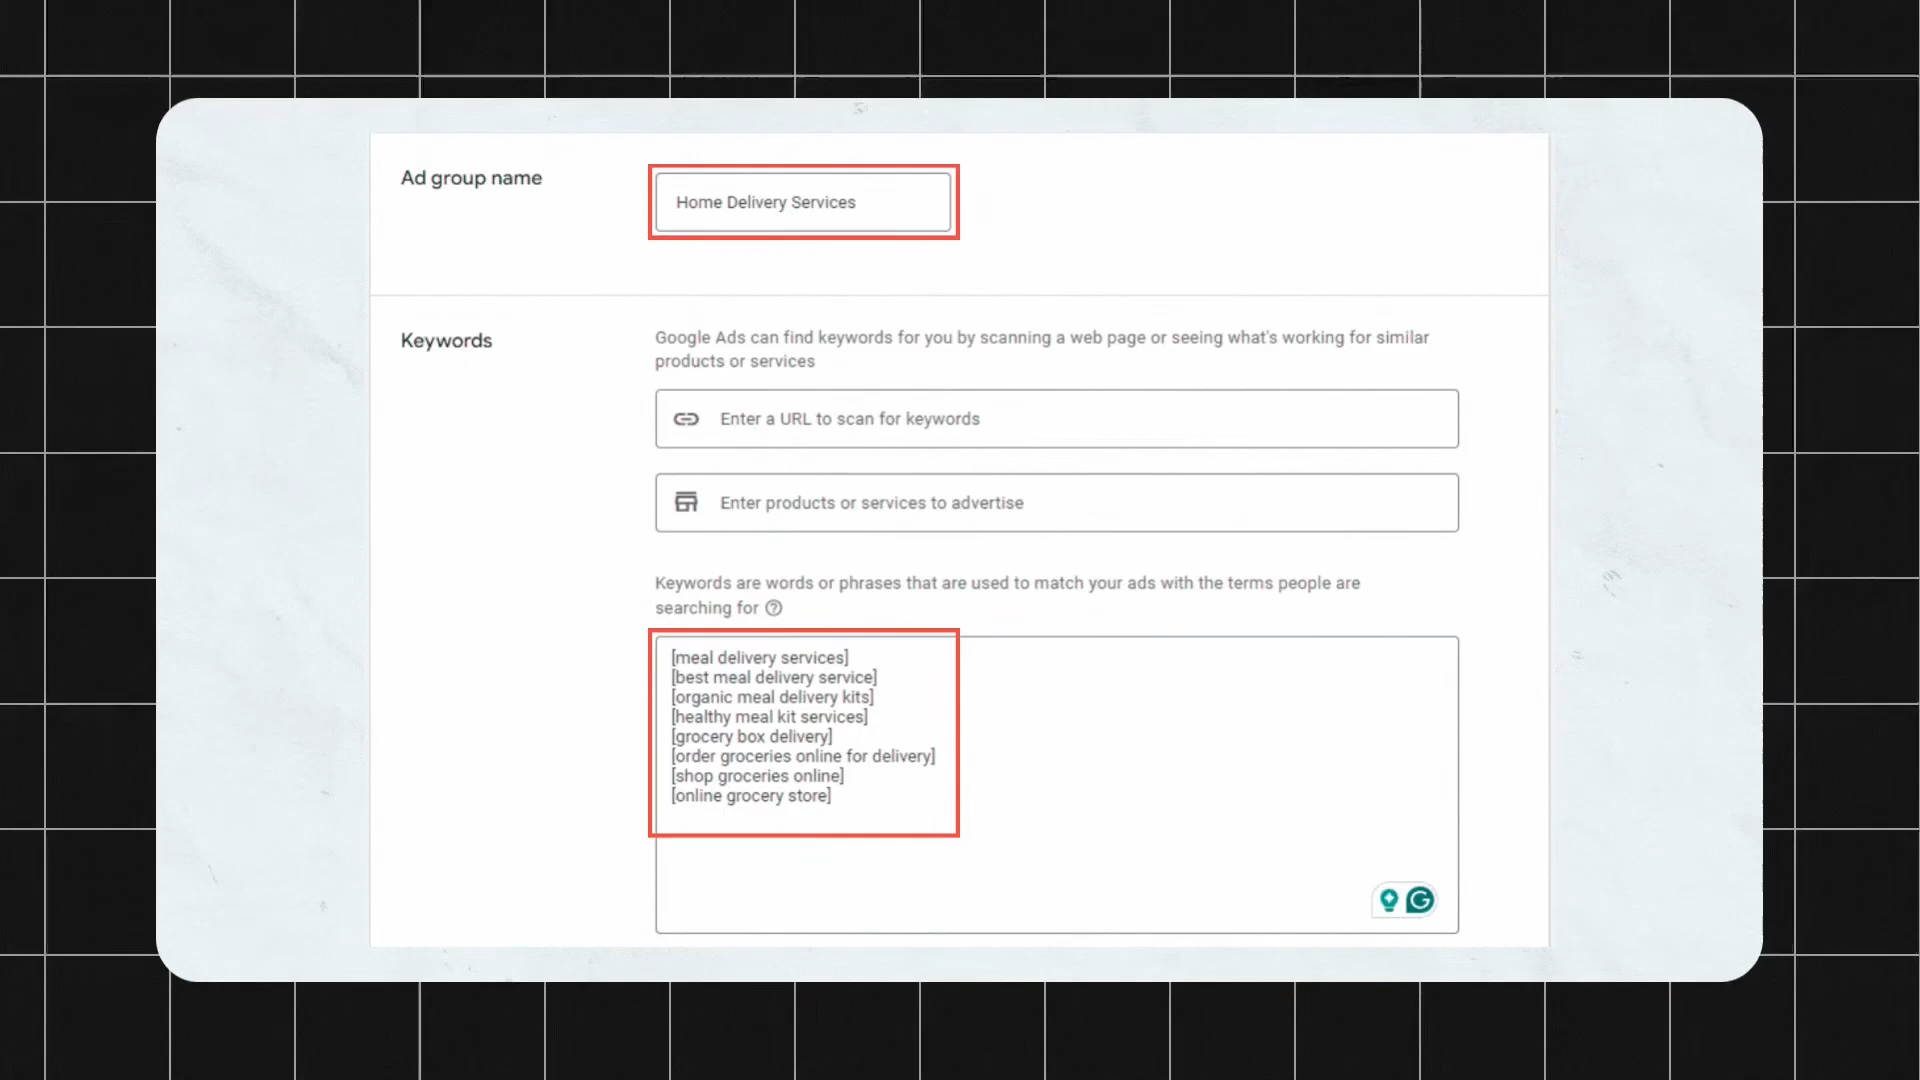 Ad group name
Home Delivery Services
Keywords
Google Ads can find keywords for you by scanning a web page or seeing what's working for similar
products or services
Enter a URL to scan for keywords
Enter products or services to advertise
Keywords are words or phrases that are used to match your ads with the terms people are
searching for
[meal delivery services]
[best meal delivery service]
[organic meal delivery kits]
[healthy meal kit services]
[grocery box delivery]
[order groceries online for delivery]
[shop groceries online]
[online grocery store]